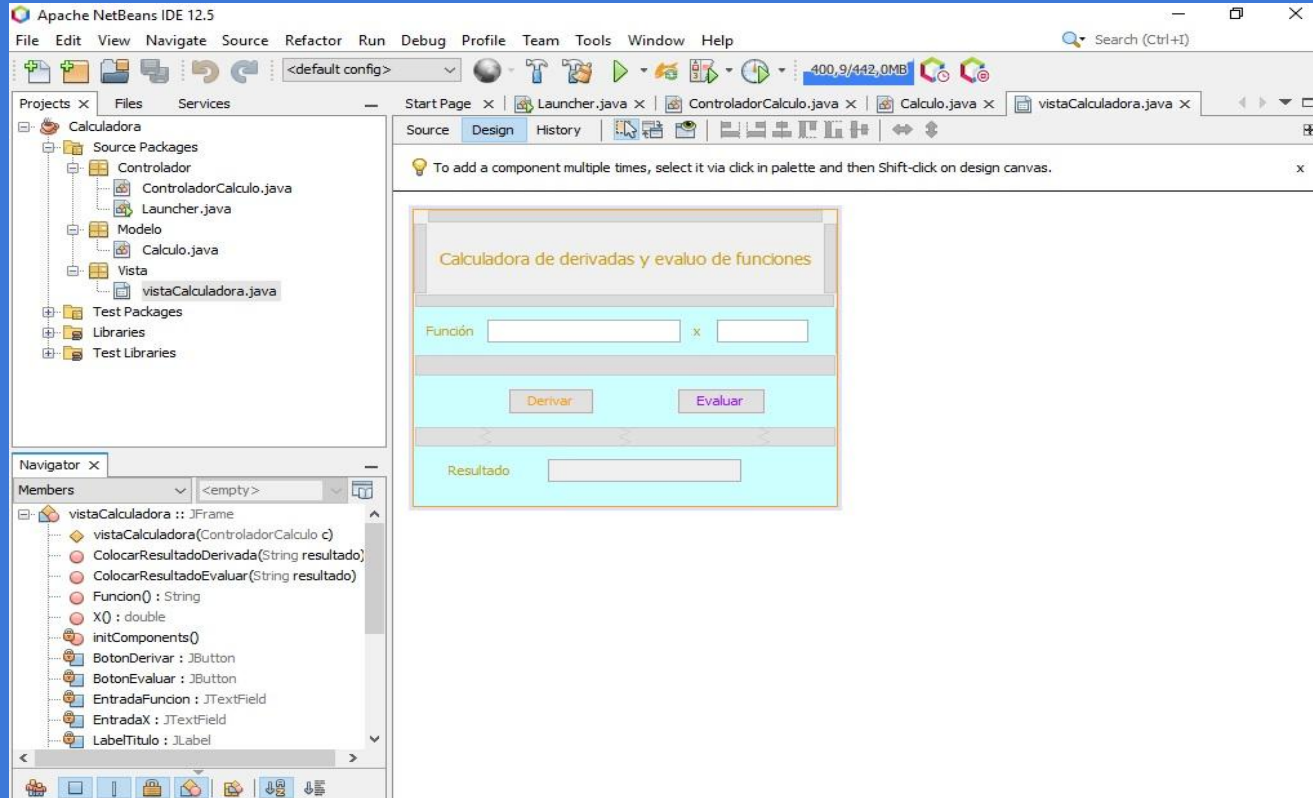 Apache NetBeans IDE 12.5
File Edit View Navigate Source Refactor Run Debug Profile Team Tools Window Help
Search (Ctrl+I)
<default config>
400,9/442,0MB
Projects Files Services
Calculadora
Source Packages
Controlador
ControladorCalculo.java
Launcher.java
Modelo
Calculo.java
Vista
vistaCalculadora.java
Test Packages
Libraries
Test Libraries
Navigator
Members
<empty>
vistaCalculadora :: JFrame
vistaCalculadora(ControladorCalculo c)
ColocarResultadoDerivada(String resultado)
ColocarResultadoEvaluar(String resultado)
Funcion() : String
X() : double
initComponents()
BotonDerivar : JButton
BotonEvaluar : JButton
EntradaFuncion : JTextField
EntradaX : JTextField
LabelTitulo : JLabel
Start Page Launcher.java ControladorCalculo.java Calculo.java vistaCalculadora.java
Source Design History
To add a component multiple times, select it via click in palette and then Shift-click on design canvas.
Calculadora de derivadas y evaluo de funciones
Función x
Derivar Evaluar
Resultado